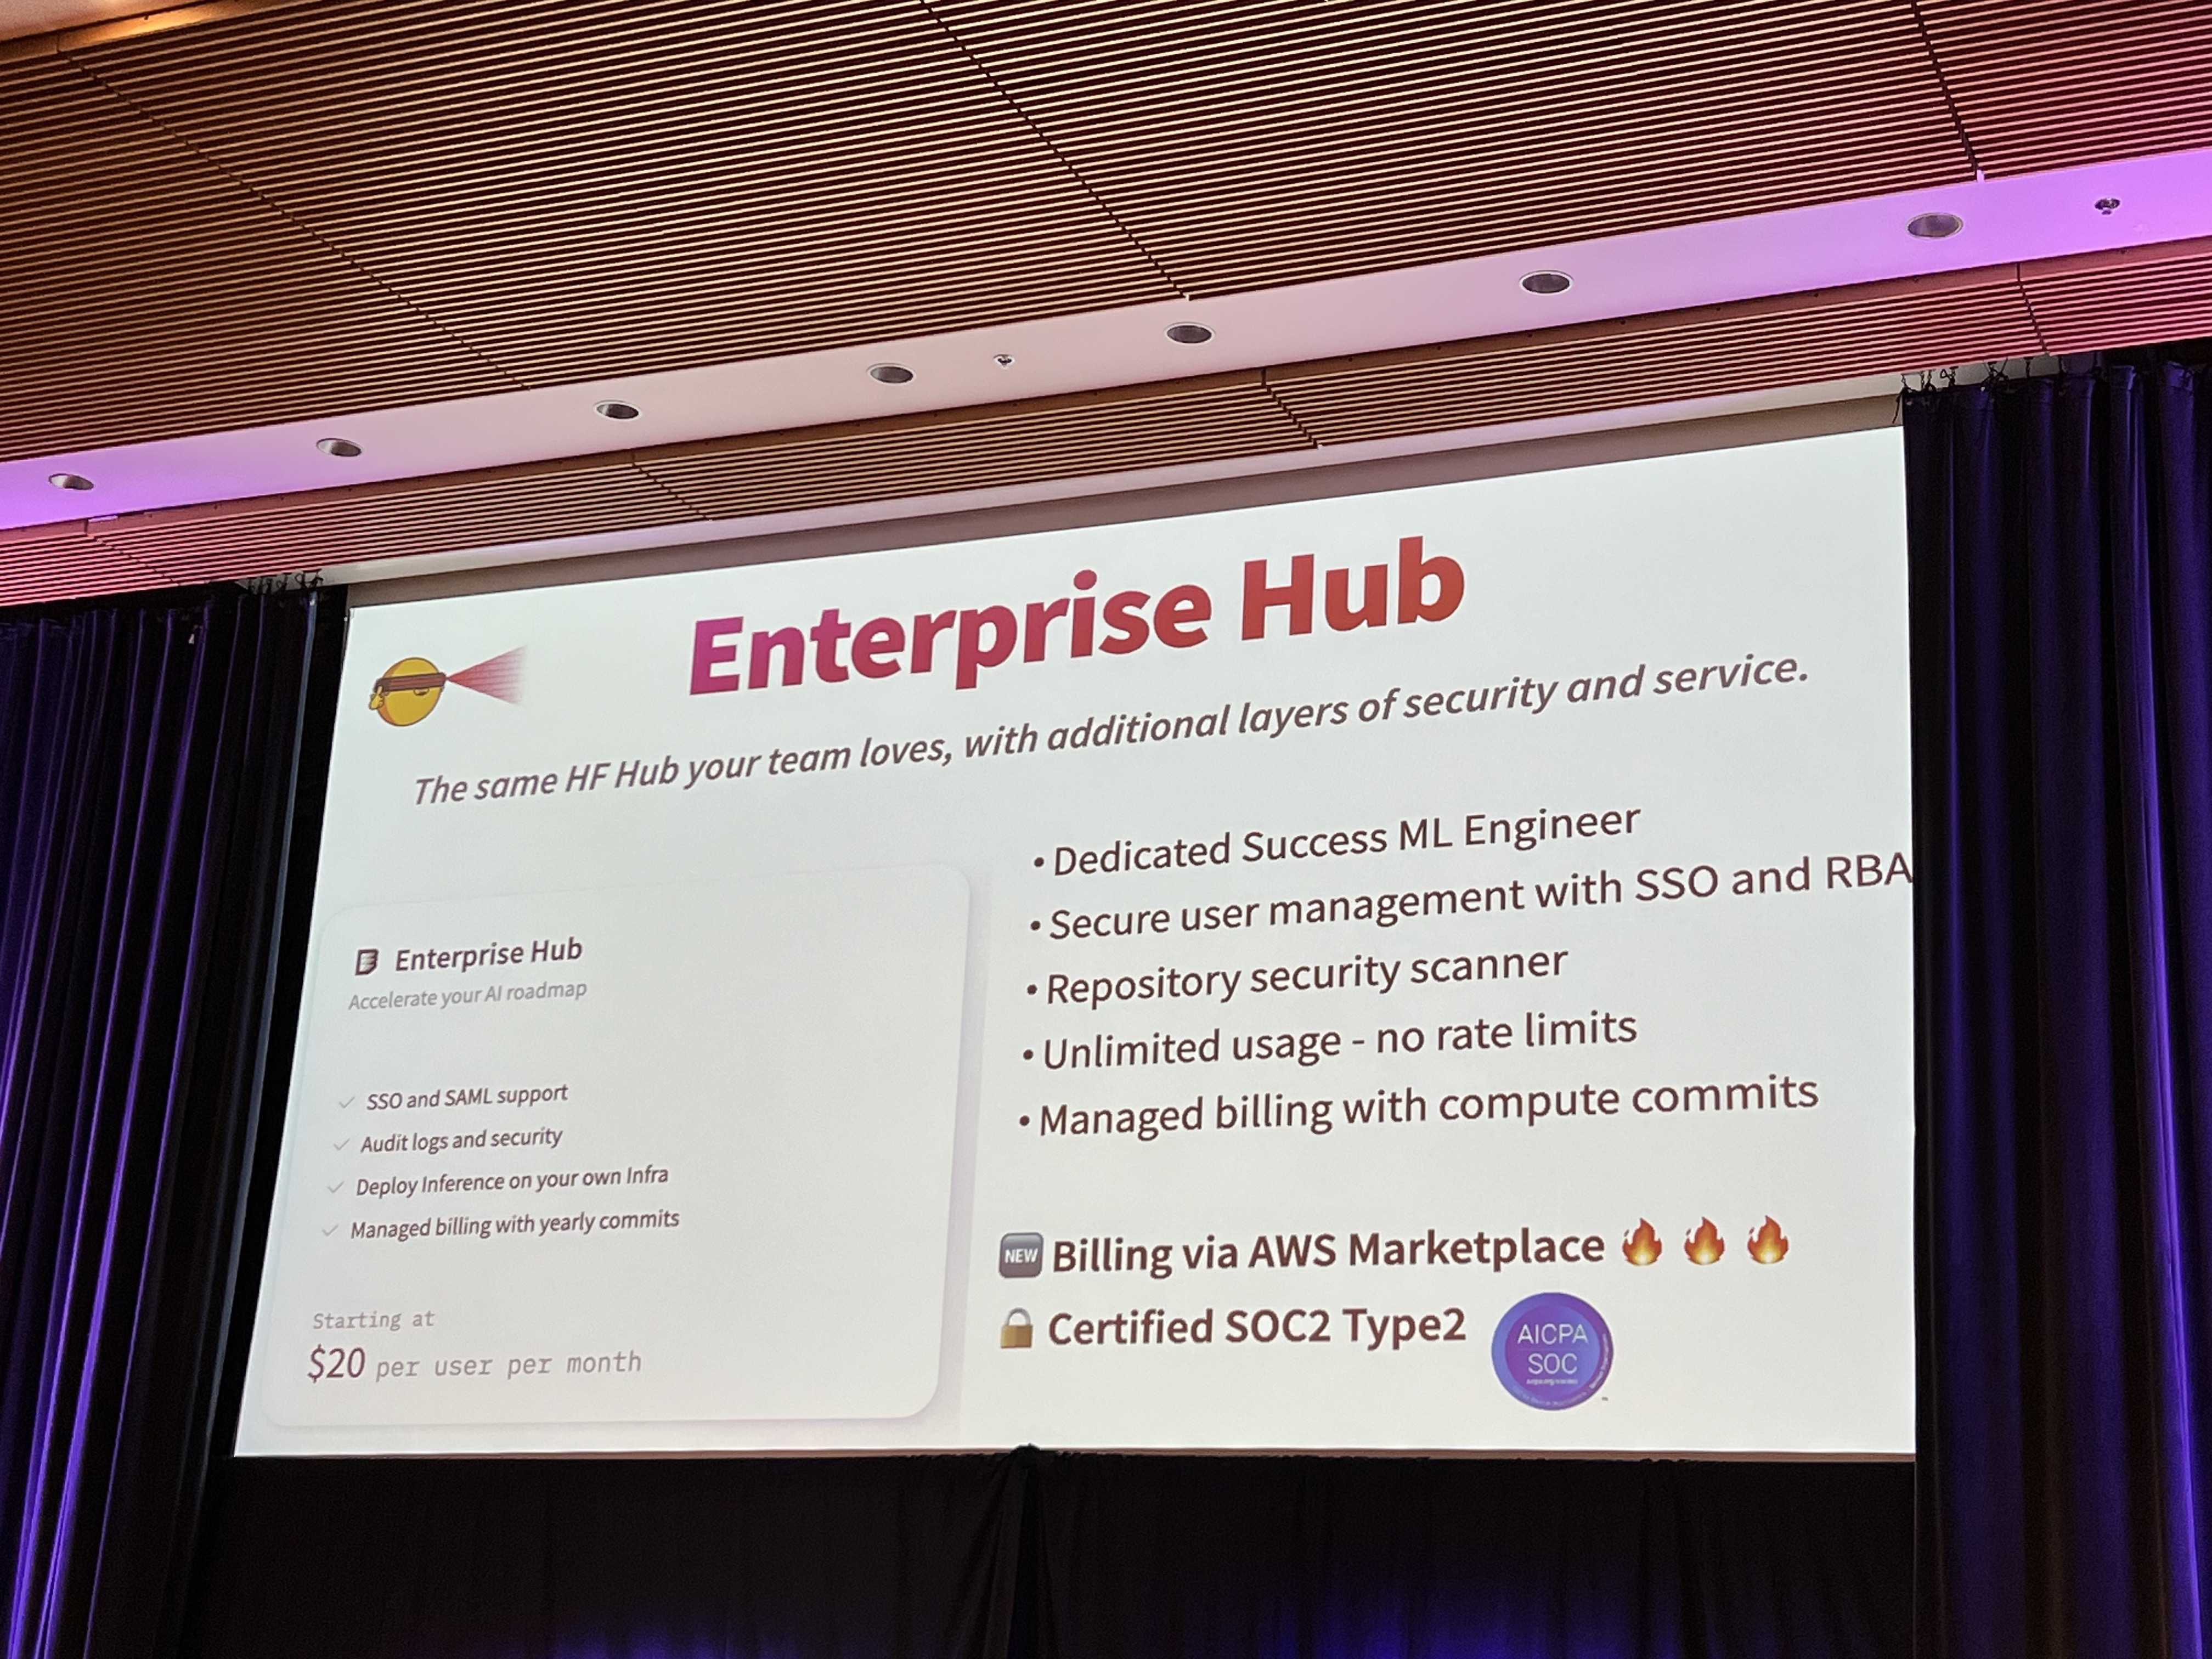 Enterprise Hub
The same HF Hub your team loves, with additional layers of security and service.
Enterprise Hub
Accelerate your AI roadmap
SSO and SAML support
Audit logs and security
Deploy Inference on your own Infra
Managed billing with yearly commits
Starting at
$20 per user per month
• Dedicated Success ML Engineer
• Secure user management with SSO and RBA
• Repository security scanner
• Unlimited usage - no rate limits
• Managed billing with compute commits
NEW Billing via AWS Marketplace 🔥 🔥 🔥
🔒 Certified SOC2 Type2
AICPA
SOC